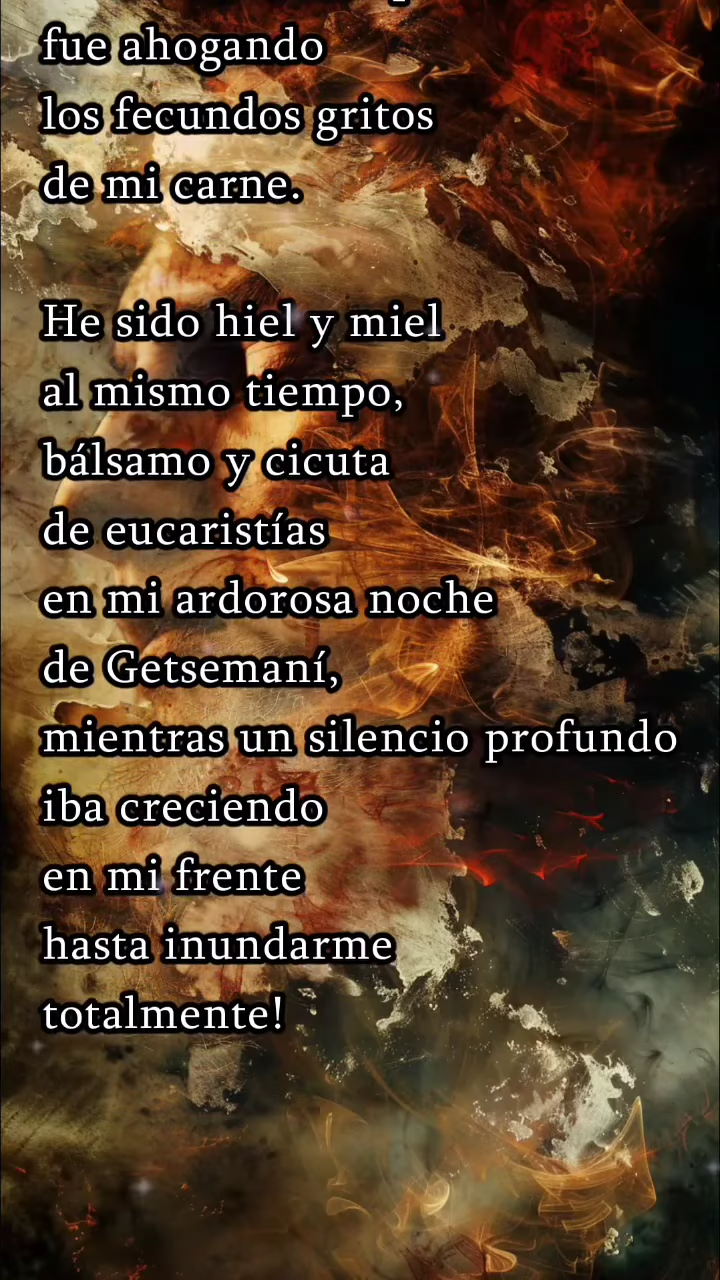 fue ahogando
los fecundos gritos
de mi carne.
He sido hiel y miel
al mismo tiempo,
bálsamo y cicuta
de eucaristías
en mi ardorosa noche
de Getsemaní,
mientras un silencio profundo
iba creciendo
en mi frente
hasta inundarme
totalmente!